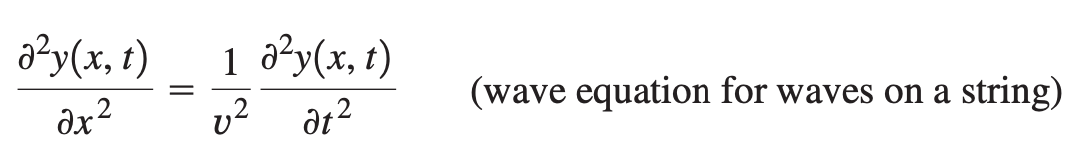 ∂²y(x, t)/∂x² = 1/v² ∂²y(x, t)/∂t² (wave equation for waves on a string)